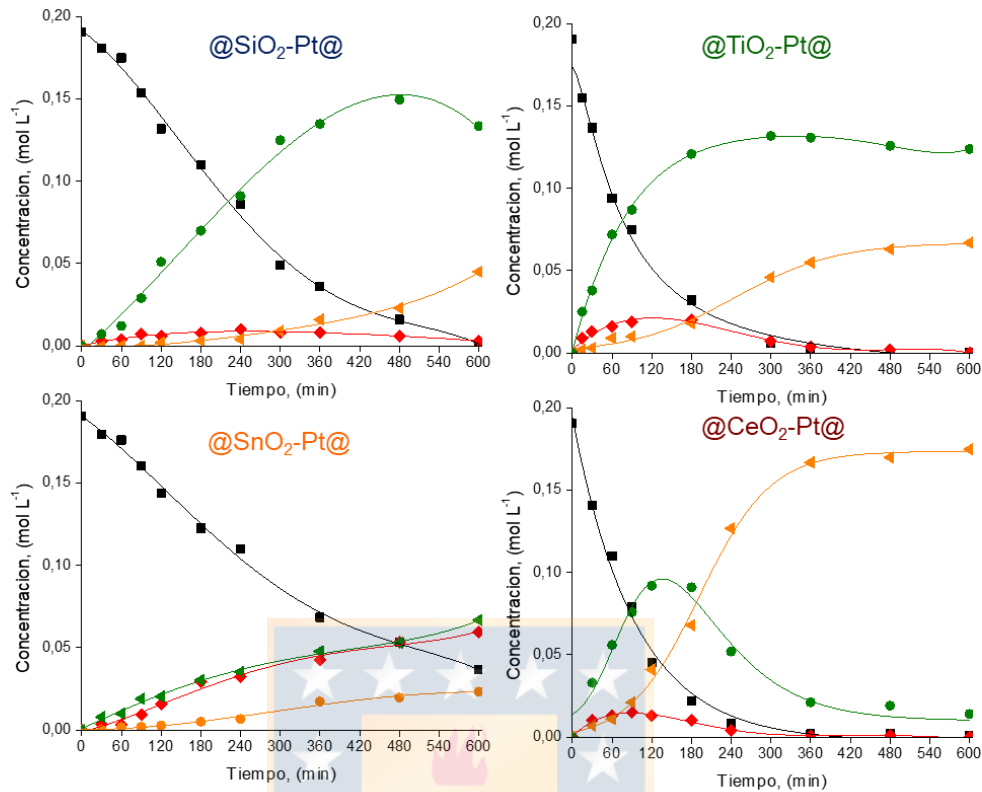 @SiO₂-Pt@
Concentracion, (mol L⁻¹)
0,20
0,15
0,10
0,05
0,00
0 60 120 180 240 300 360 420 480 540 600
Tiempo, (min)
@TiO₂-Pt@
Concentracion, (mol L⁻¹)
0,20
0,15
0,10
0,05
0,00
0 60 120 180 240 300 360 420 480 540 600
Tiempo, (min)
@SnO₂-Pt@
Concentracion, (mol L⁻¹)
0,20
0,15
0,10
0,05
0,00
0 60 120 180 240 300 360 420 480 540 600
Tiempo, (min)
@CeO₂-Pt@
Concentracion, (mol L⁻¹)
0,20
0,15
0,10
0,05
0,00
0 60 120 180 240 300 360 420 480 540 600
Tiempo, (min)